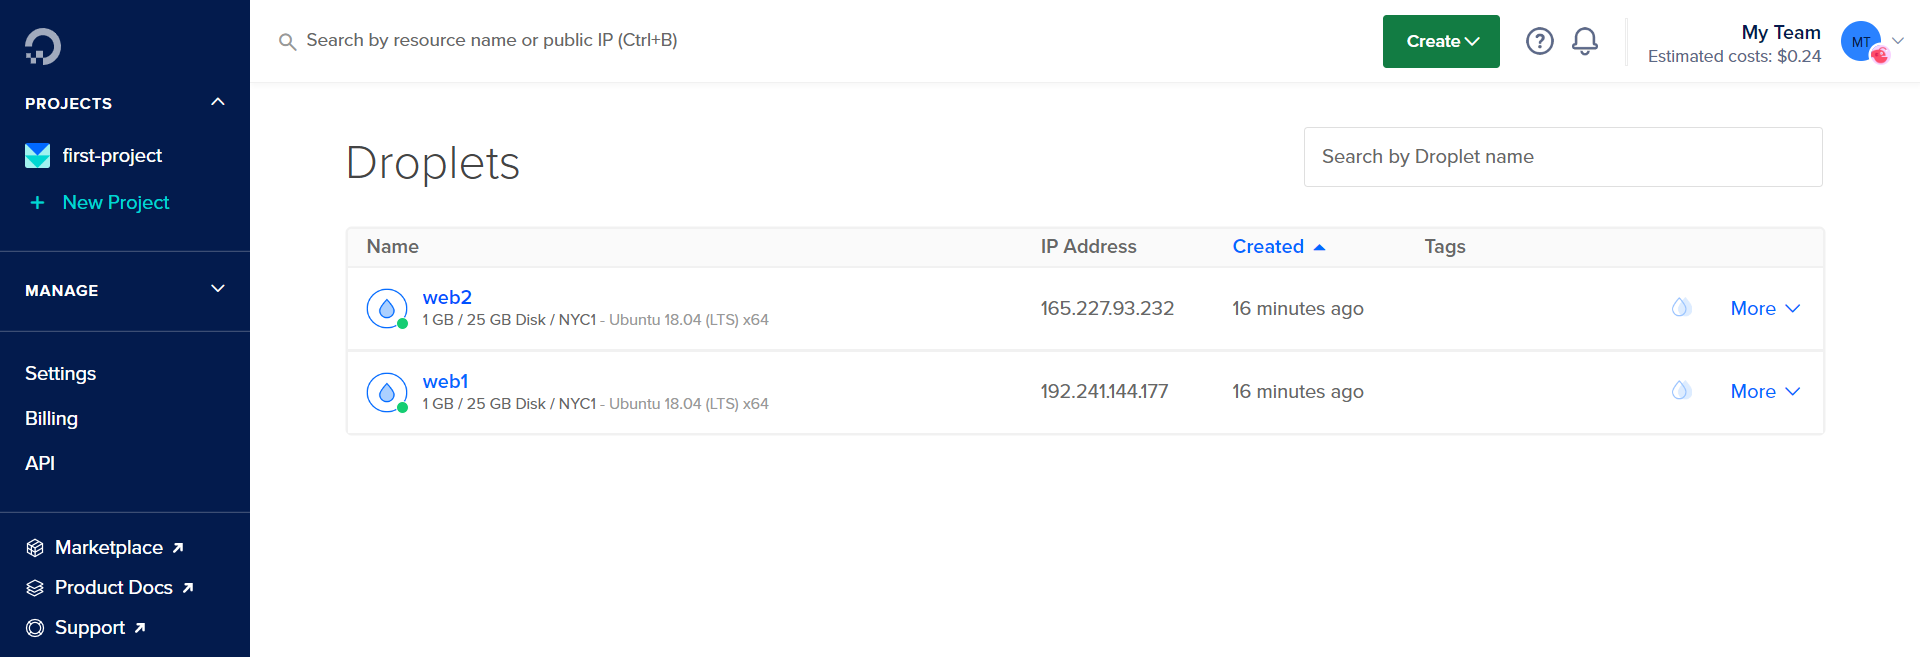 Search by resource name or public IP (Ctrl+B)
Create
My Team
Estimated costs: $0.24
MT
PROJECTS
first-project
+ New Project
MANAGE
Settings
Billing
API
Marketplace
Product Docs
Support
Droplets
Search by Droplet name
Name IP Address Created Tags
web2
1 GB / 25 GB Disk / NYC1 - Ubuntu 18.04 (LTS) x64
165.227.93.232 16 minutes ago More
web1
1 GB / 25 GB Disk / NYC1 - Ubuntu 18.04 (LTS) x64
192.241.144.177 16 minutes ago More